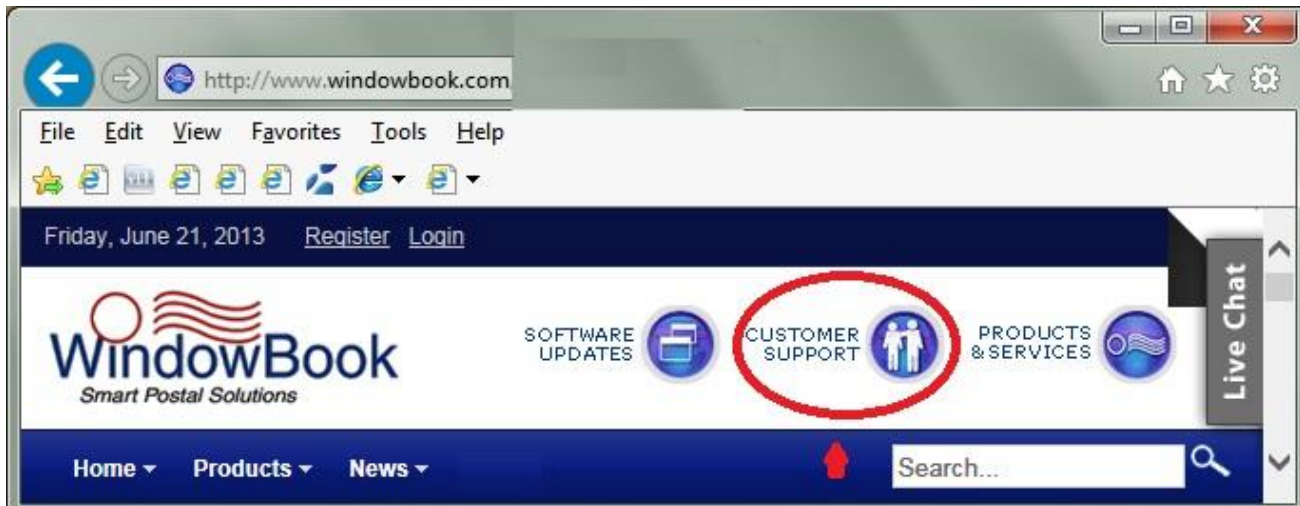 http://www.windowbook.com
File Edit View Favorites Tools Help
Friday, June 21, 2013 Register Login
WindowBook
Smart Postal Solutions
SOFTWARE
UPDATES
CUSTOMER
SUPPORT
PRODUCTS
& SERVICES
Live Chat
Home Products News
Search...